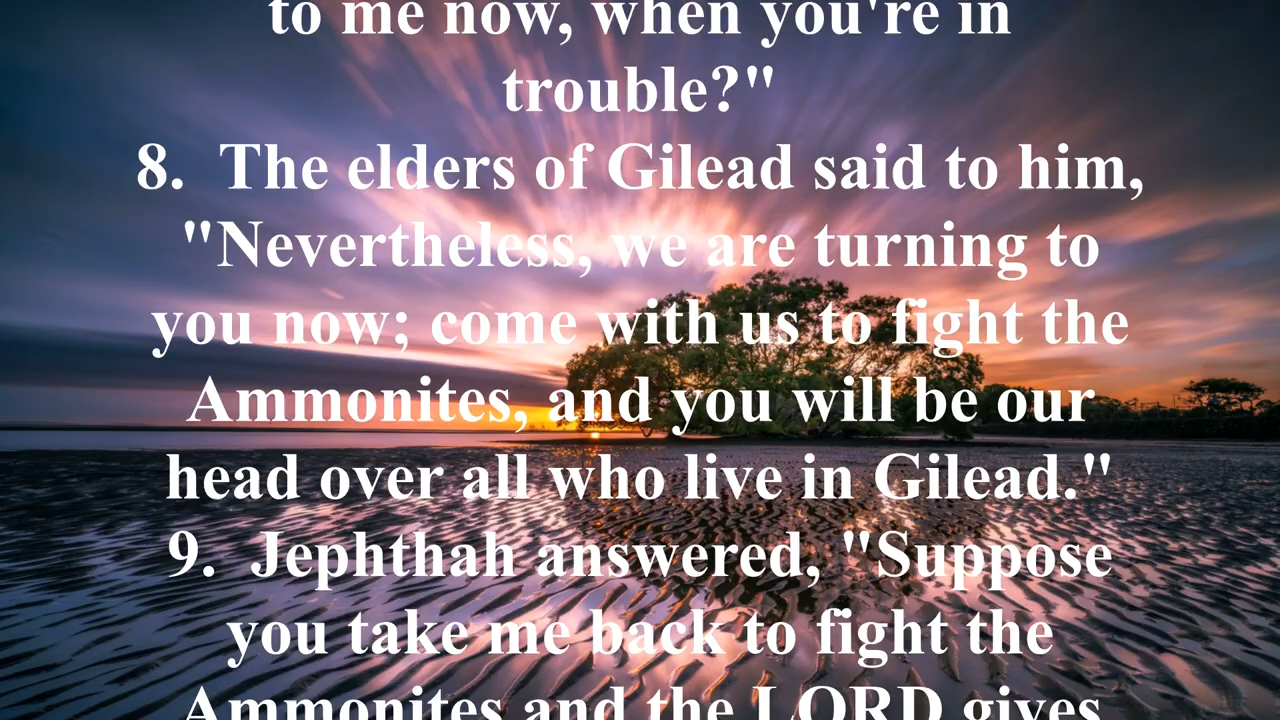 to me now, when you're in
trouble?"
8.  The elders of Gilead said to him,
"Nevertheless, we are turning to
you now; come with us to fight the
Ammonites, and you will be our
head over all who live in Gilead."
9.  Jephthah answered, "Suppose
you take me back to fight the
Ammonites and the LORD gives